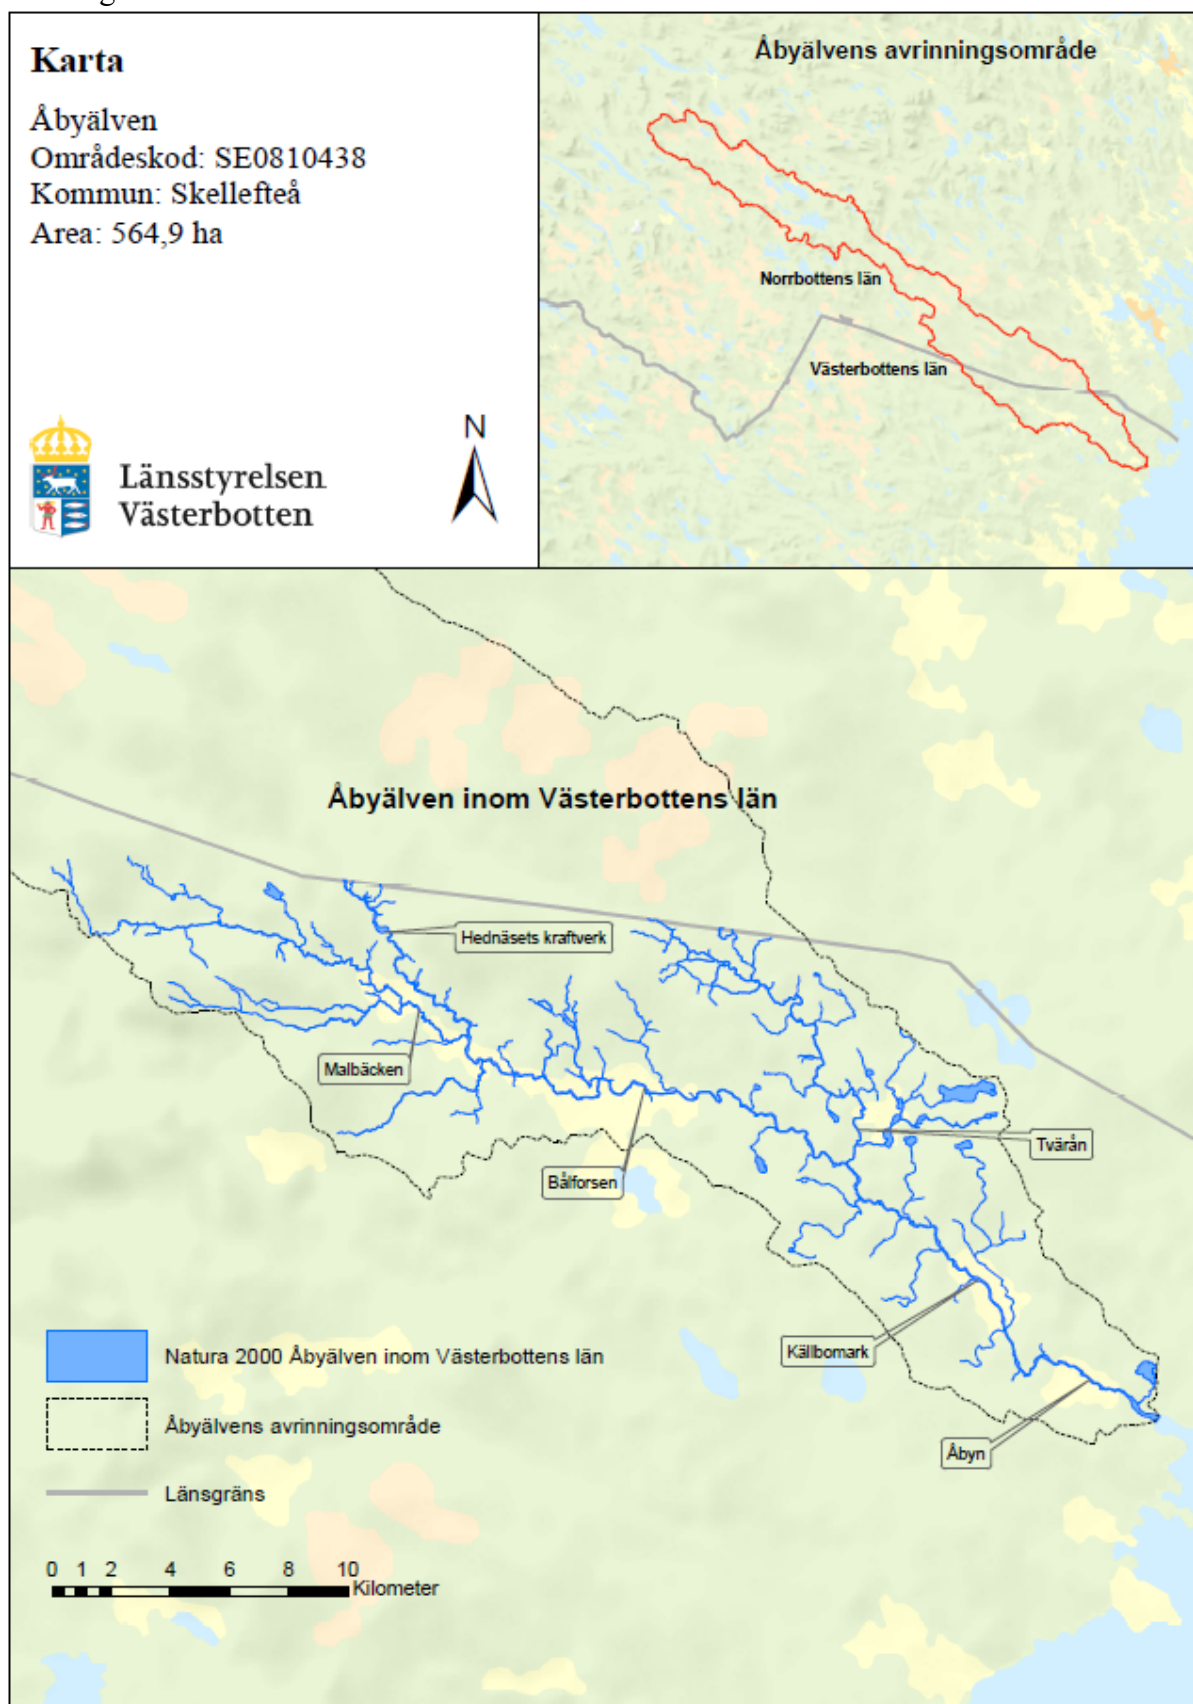 Karta
Åbyälven
Områdeskod: SE0810438
Kommun: Skellefteå
Area: 564,9 ha
Länsstyrelsen
Västerbotten
N
Åbyälvens avrinningsområde
Norrbottens län
Västerbottens län
Åbyälven inom Västerbottens län
Hednäsets kraftverk
Malbäcken
Bålforsen
Tvärån
Källbomark
Åbyn
Natura 2000 Åbyälven inom Västerbottens län
Åbyälvens avrinningsområde
Länsgräns
0 1 2 4 6 8 10
Kilometer